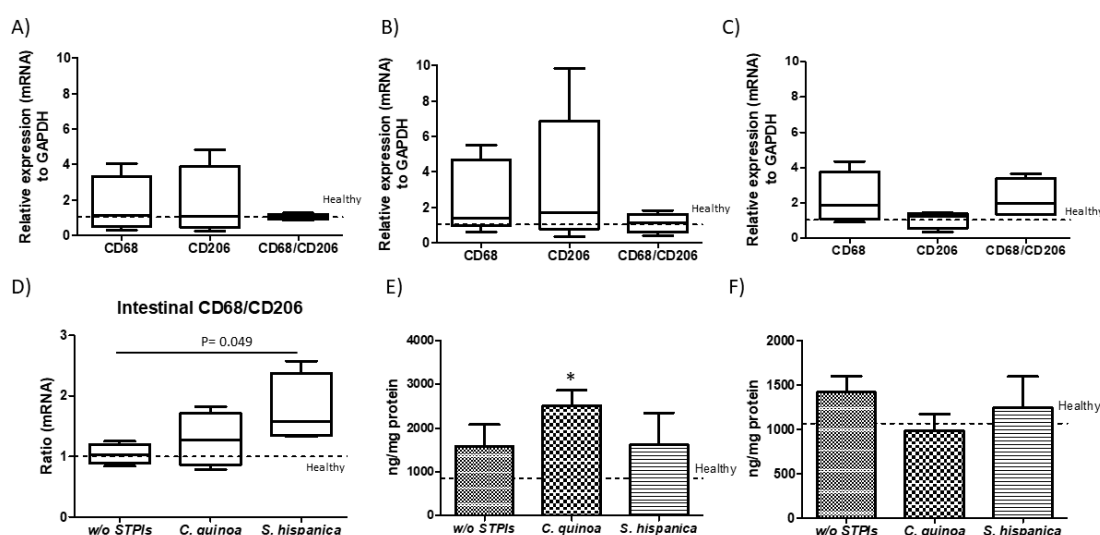 A)
Relative expression (mRNA)
to GAPDH
10
8
6
4
2
0
Healthy
CD68
CD206
CD68/CD206
B)
Relative expression (mRNA)
to GAPDH
10
8
6
4
2
0
Healthy
CD68
CD206
CD68/CD206
C)
Relative expression (mRNA)
to GAPDH
10
8
6
4
2
0
Healthy
CD68
CD206
CD68/CD206
D)
Intestinal CD68/CD206
Ratio (mRNA)
3
2
1
0
P= 0.049
Healthy
w/o STPIs
C. quinoa
S. hispanica
E)
ng/mg protein
4000
3000
2000
1000
0
*
Healthy
w/o STPIs
C. quinoa
S. hispanica
F)
ng/mg protein
2000
1500
1000
500
0
Healthy
w/o STPIs
C. quinoa
S. hispanica